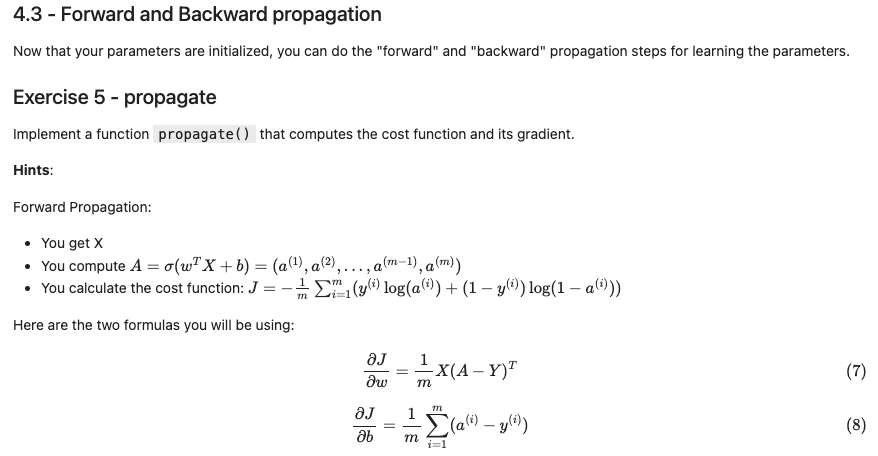 4.3 - Forward and Backward propagation
Now that your parameters are initialized, you can do the "forward" and "backward" propagation steps for learning the parameters.
Exercise 5 - propagate
Implement a function propagate() that computes the cost function and its gradient.
Hints:
Forward Propagation:
• You get X
• You compute $A = \sigma(w^T X + b) = (a^{(1)}, a^{(2)}, \ldots, a^{(m-1)}, a^{(m)})$
• You calculate the cost function: $J = -\frac{1}{m} \sum_{i=1}^{m} (y^{(i)} \log(a^{(i)}) + (1 - y^{(i)}) \log(1 - a^{(i)}))$
Here are the two formulas you will be using:
$\frac{\partial J}{\partial w} = \frac{1}{m} X(A - Y)^T$ (7)
$\frac{\partial J}{\partial b} = \frac{1}{m} \sum_{i=1}^{m} (a^{(i)} - y^{(i)})$ (8)